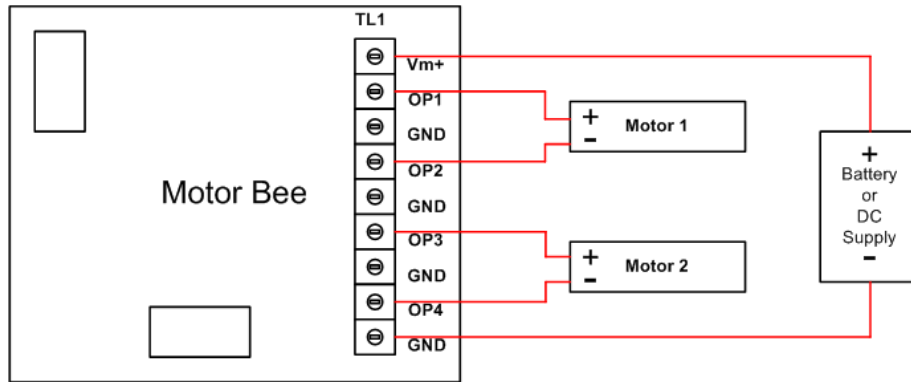 TL1
Vm+
OP1
GND
OP2
GND
OP3
GND
OP4
GND
Motor Bee
+
-
Motor 1
+
-
Motor 2
+
Battery
or
DC
Supply
-